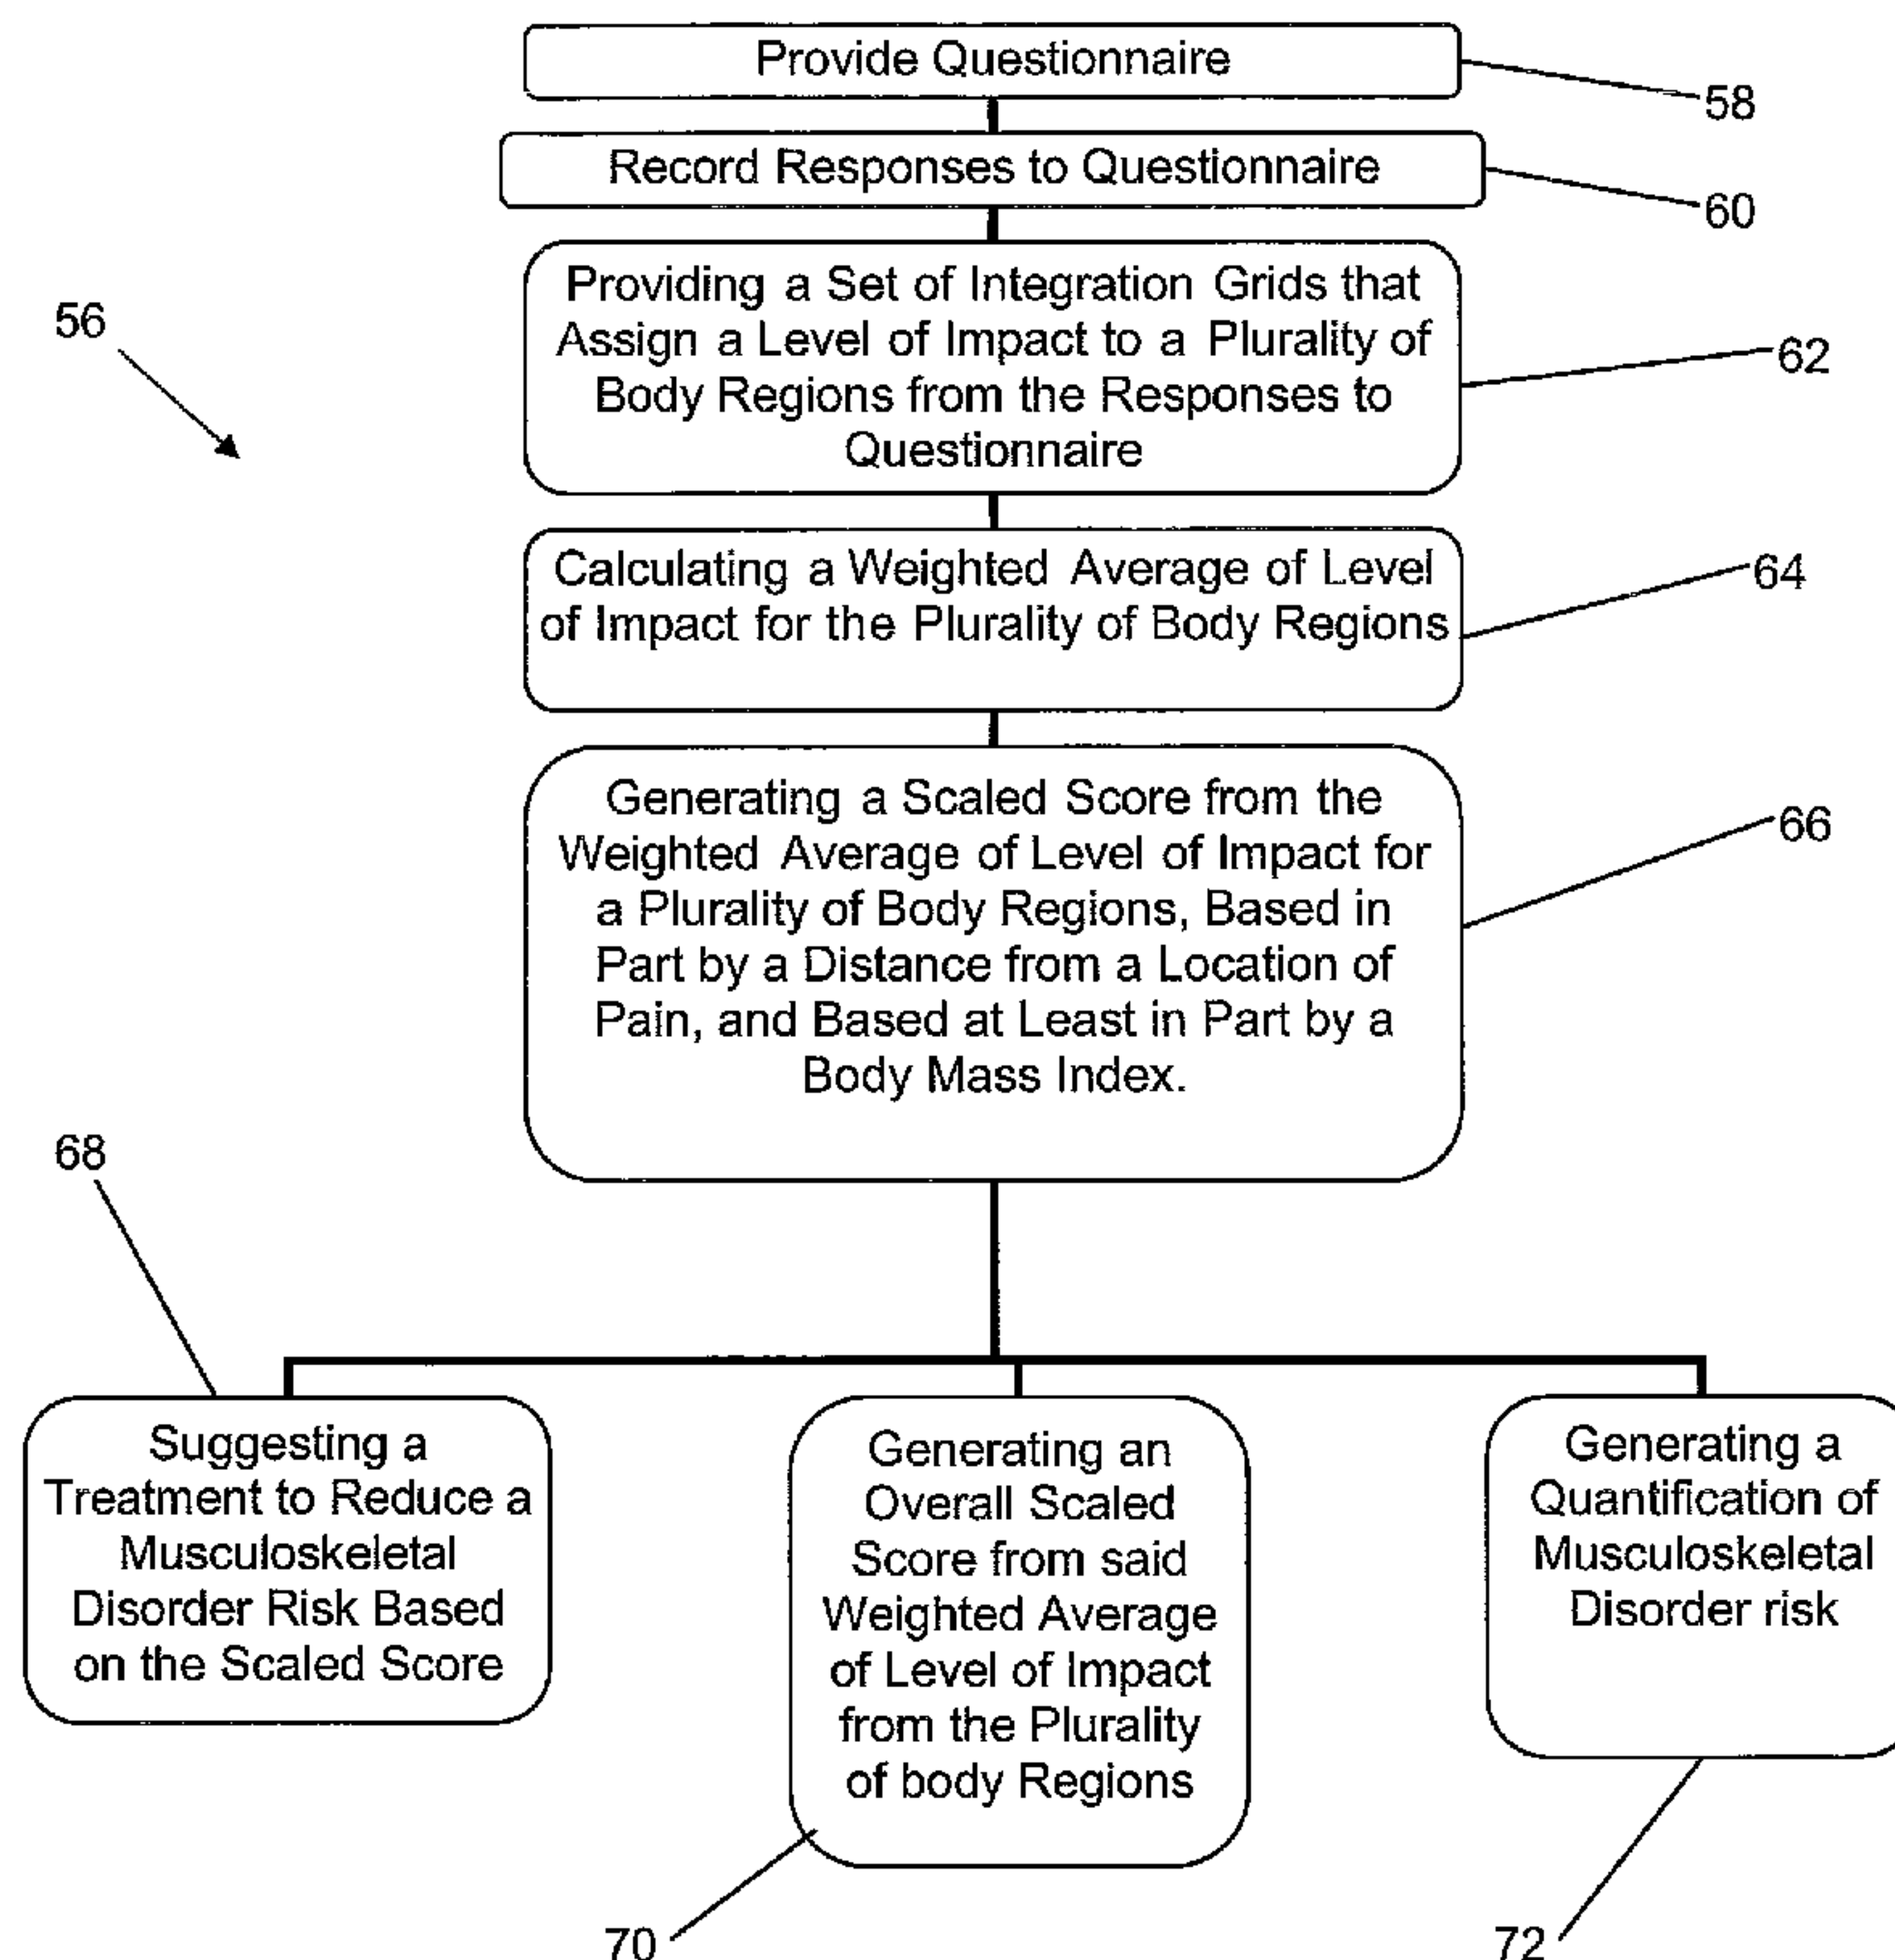 Provide Questionnaire
58
Record Responses to Questionnaire
60
Providing a Set of Integration Grids that
Assign a Level of Impact to a Plurality of
Body Regions from the Responses to
Questionnaire
56
62
Calculating a Weighted Average of Level
of Impact for the Plurality of Body Regions
64
Generating a Scaled Score from the
Weighted Average of Level of Impact for
a Plurality of Body Regions, Based in
Part by a Distance from a Location of
Pain, and Based at Least in Part by a
Body Mass Index.
66
68
Suggesting a
Treatment to Reduce a
Musculoskeletal
Disorder Risk Based
on the Scaled Score
Generating an
Overall Scaled
Score from said
Weighted Average
of Level of Impact
from the Plurality
of body Regions
Generating a
Quantification of
Musculoskeletal
Disorder risk
70
72